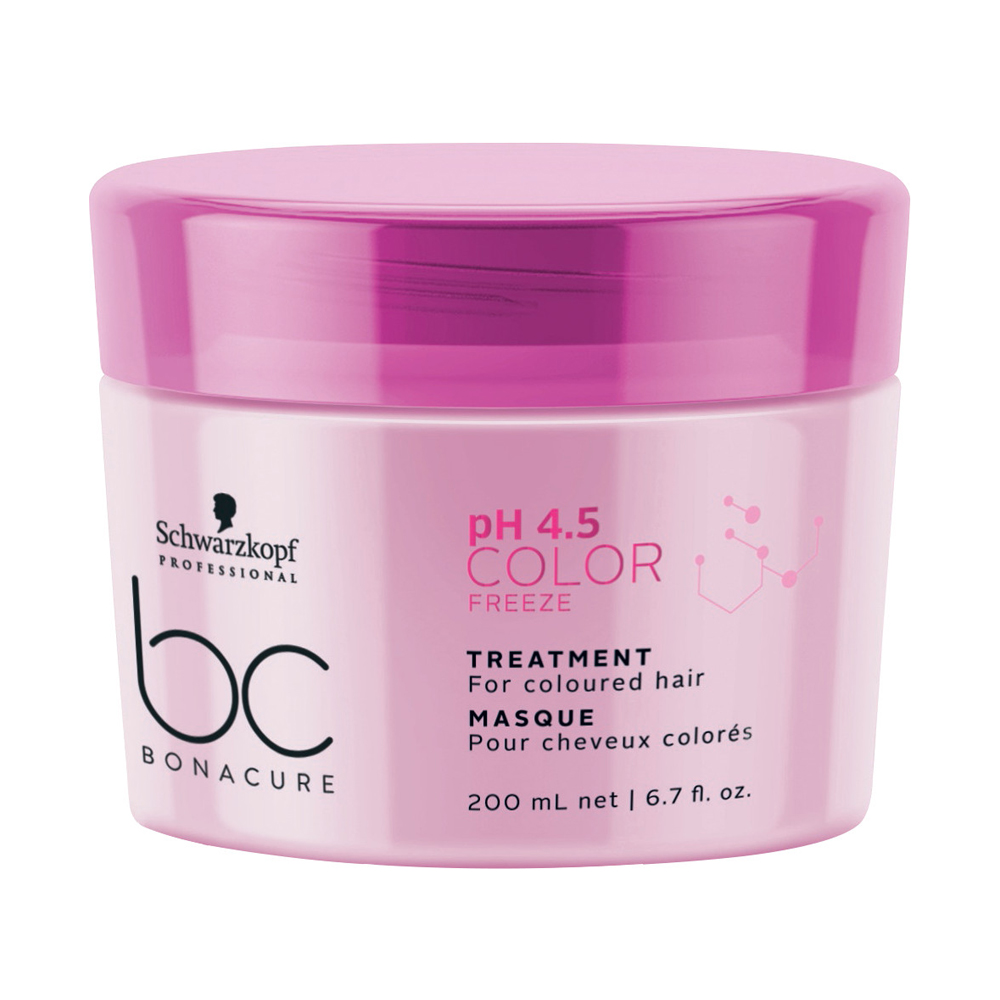 Schwarzkopf
PROFESSIONAL
bc
BONACURE
pH 4.5
COLOR
FREEZE
TREATMENT
For coloured hair
MASQUE
Pour cheveux colorés
200 mL net | 6.7 fl. oz.